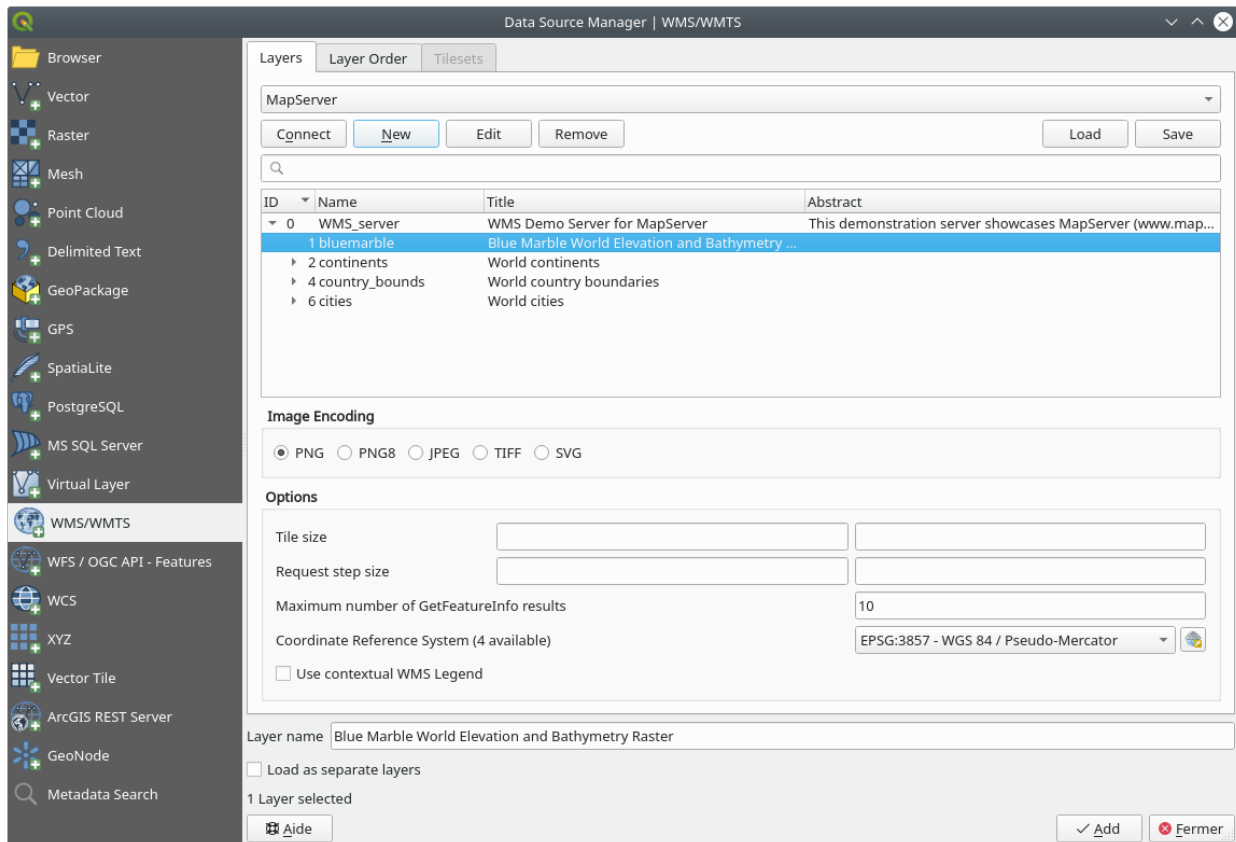 Data Source Manager | WMS/WMTS
Browser
Vector
Raster
Mesh
Point Cloud
Delimited Text
GeoPackage
GPS
SpatiaLite
PostgreSQL
MS SQL Server
Virtual Layer
WMS/WMTS
WFS / OGC API - Features
WCS
XYZ
Vector Tile
ArcGIS REST Server
GeoNode
Metadata Search
Layers Layer Order Tilesets
MapServer
Connect New Edit Remove Load Save
ID Name Title Abstract
0 WMS_server WMS Demo Server for MapServer This demonstration server showcases MapServer (www.map...
1 bluemarble Blue Marble World Elevation and Bathymetry ...
2 continents World continents
4 country_bounds World country boundaries
6 cities World cities
Image Encoding
PNG PNG8 JPEG TIFF SVG
Options
Tile size
Request step size
Maximum number of GetFeatureInfo results 10
Coordinate Reference System (4 available) EPSG:3857 - WGS 84 / Pseudo-Mercator
Use contextual WMS Legend
Layer name Blue Marble World Elevation and Bathymetry Raster
Load as separate layers
1 Layer selected
Aide Add Fermer